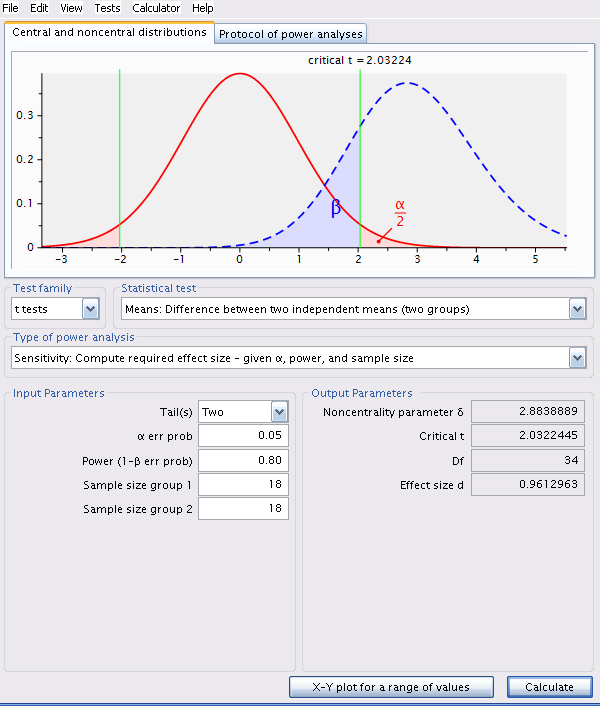 File Edit View Tests Calculator Help
Central and noncentral distributions Protocol of power analyses
critical t = 2.03224
0.3
0.2
0.1
0
β
α
2
-3 -2 -1 0 1 2 3 4 5
Test family
t tests
Statistical test
Means: Difference between two independent means (two groups)
Type of power analysis
Sensitivity: Compute required effect size – given α, power, and sample size
Input Parameters
Tail(s) Two
α err prob 0.05
Power (1-β err prob) 0.80
Sample size group 1 18
Sample size group 2 18
Output Parameters
Noncentrality parameter δ 2.8838889
Critical t 2.0322445
Df 34
Effect size d 0.9612963
X-Y plot for a range of values Calculate